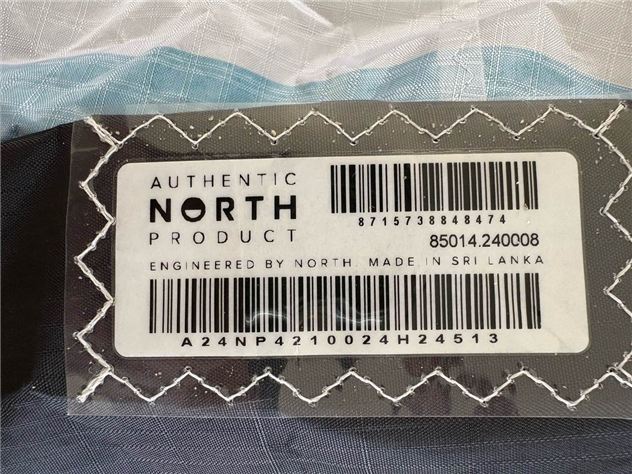 AUTHENTIC
NORTH
PRODUCT
8715738848474
85014.240008
ENGINEERED BY NORTH. MADE IN SRI LANKA
A24NP4210024H24513